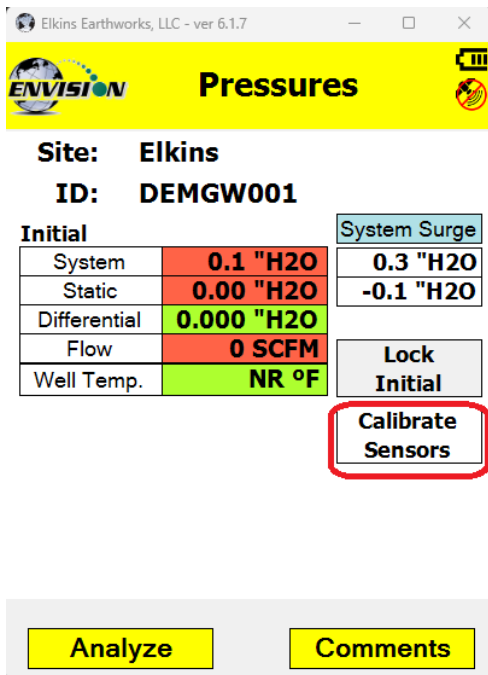 Elkins Earthworks, LLC - ver 6.1.7
ENVISION
Pressures
Site: Elkins
ID: DEMGW001
Initial
System 0.1 "H2O
Static 0.00 "H2O
Differential 0.000 "H2O
Flow 0 SCFM
Well Temp. NR ºF
System Surge
0.3 "H2O
-0.1 "H2O
Lock
Initial
Calibrate
Sensors
Analyze
Comments